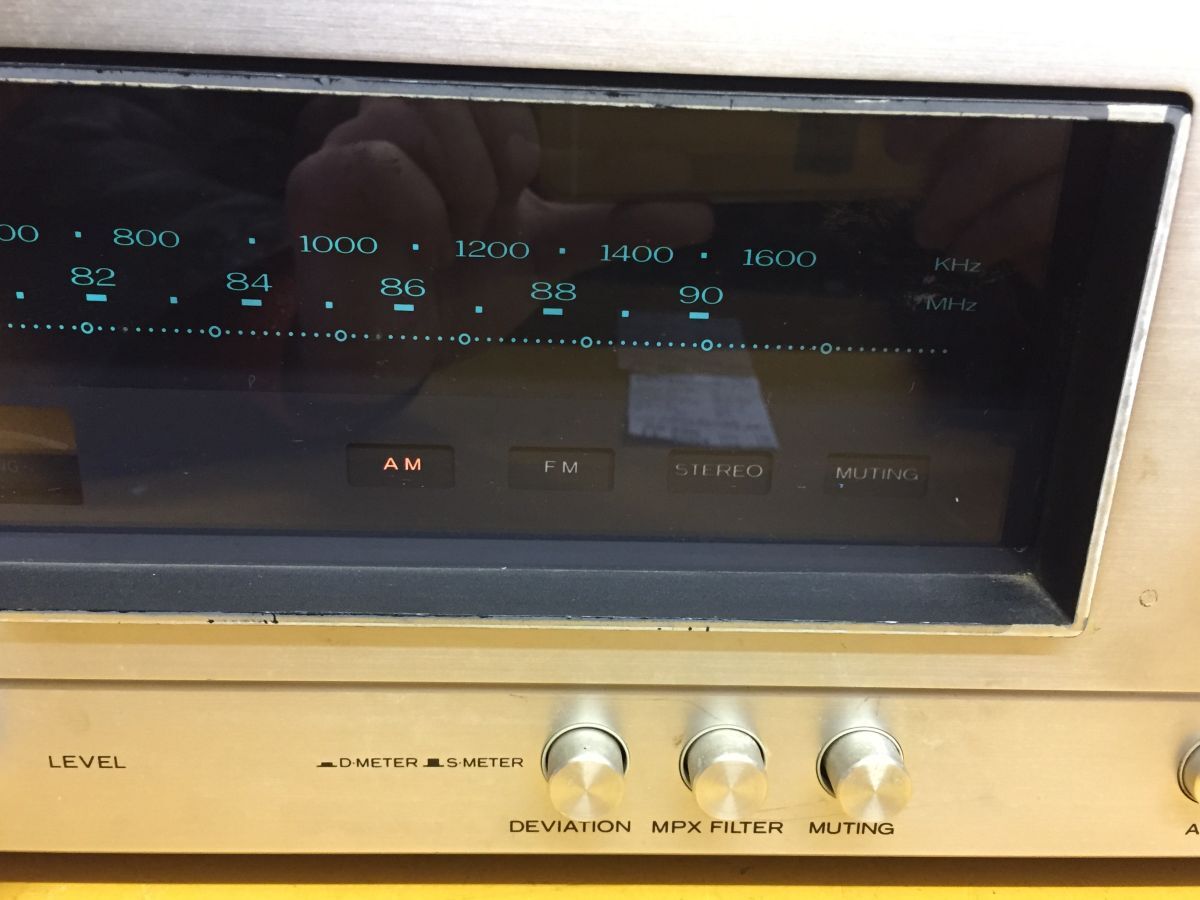 00 · 800 · 1000 · 1200 · 1400 · 1600 KHz
82 84 86 88 90 MHz
AM FM STEREO MUTING
LEVEL D·METER S·METER
DEVIATION MPX FILTER MUTING A